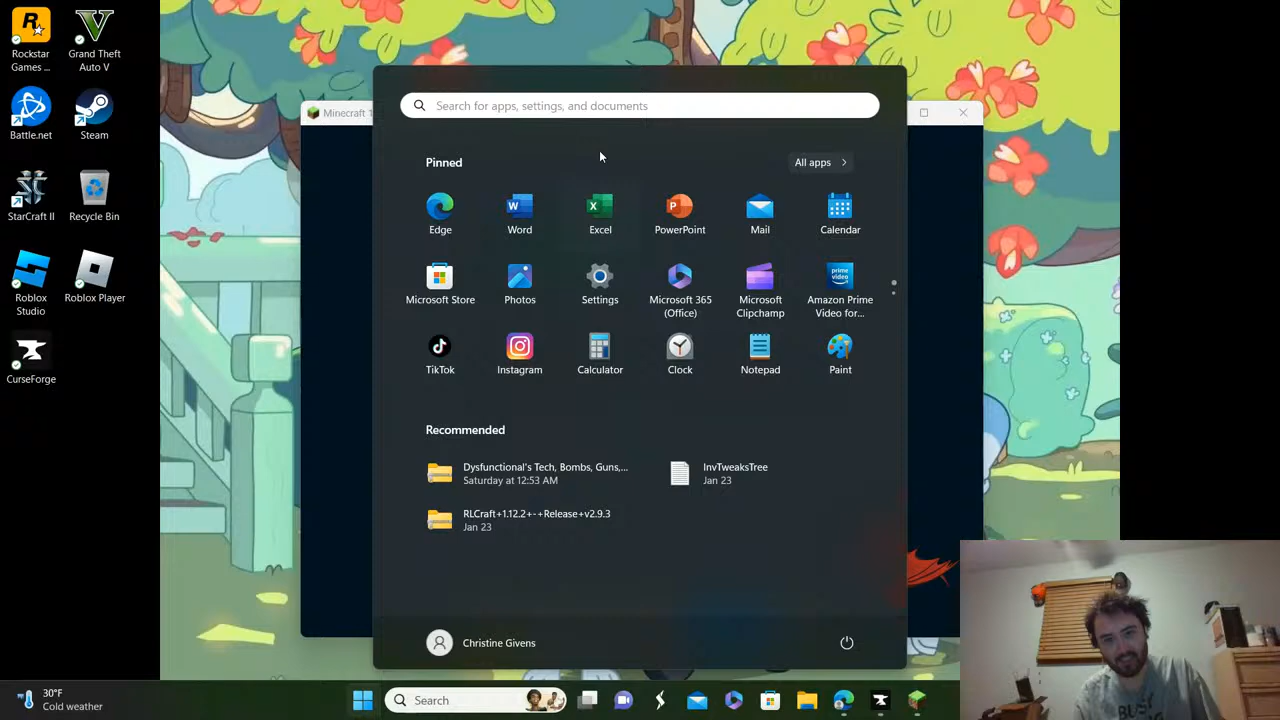 Rockstar
Games ...
Grand Theft
Auto V
Battle.net
Steam
StarCraft II
Recycle Bin
Roblox
Studio
Roblox Player
CurseForge
Minecraft 1
Search for apps, settings, and documents
Pinned
All apps
Edge
Word
Excel
PowerPoint
Mail
Calendar
prime
video
Microsoft Store
Photos
Settings
Microsoft 365
(Office)
Microsoft
Clipchamp
Amazon Prime
Video for...
TikTok
Instagram
Calculator
Clock
Notepad
Paint
Recommended
Dysfunctional's Tech, Bombs, Guns,...
Saturday at 12:53 AM
InvTweaksTree
Jan 23
RLCraft+1.12.2+-+Release+v2.9.3
Jan 23
Christine Givens
30°F
Cold weather
Search
BUSY